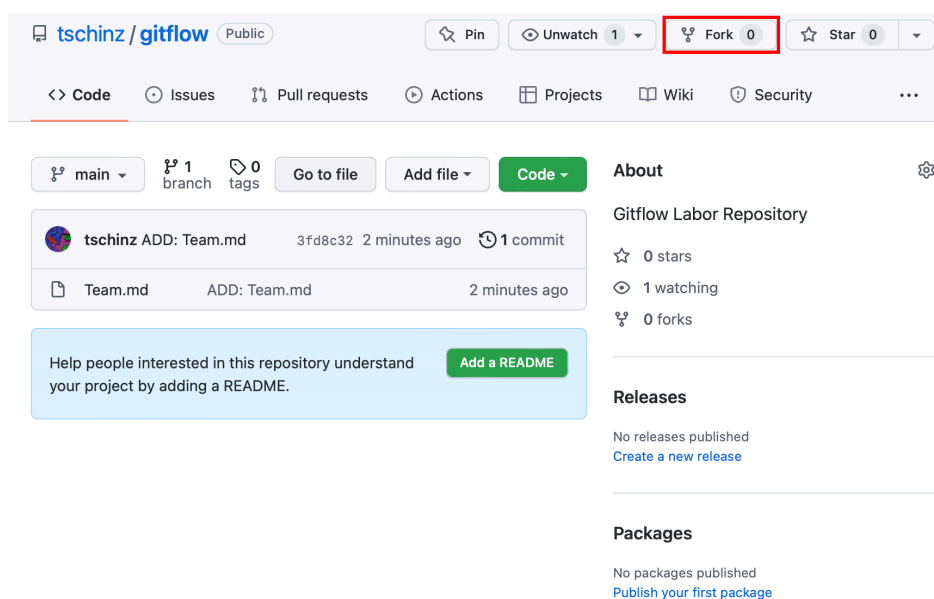 tschinz / gitflow Public Pin Unwatch 1 Fork 0 Star 0
Code Issues Pull requests Actions Projects Wiki Security ...
main 1 branch 0 tags Go to file Add file Code
tschinz ADD: Team.md 3fd8c32 2 minutes ago 1 commit
Team.md ADD: Team.md 2 minutes ago
Help people interested in this repository understand
your project by adding a README.
Add a README
About
Gitflow Labor Repository
0 stars
1 watching
0 forks
Releases
No releases published
Create a new release
Packages
No packages published
Publish your first package